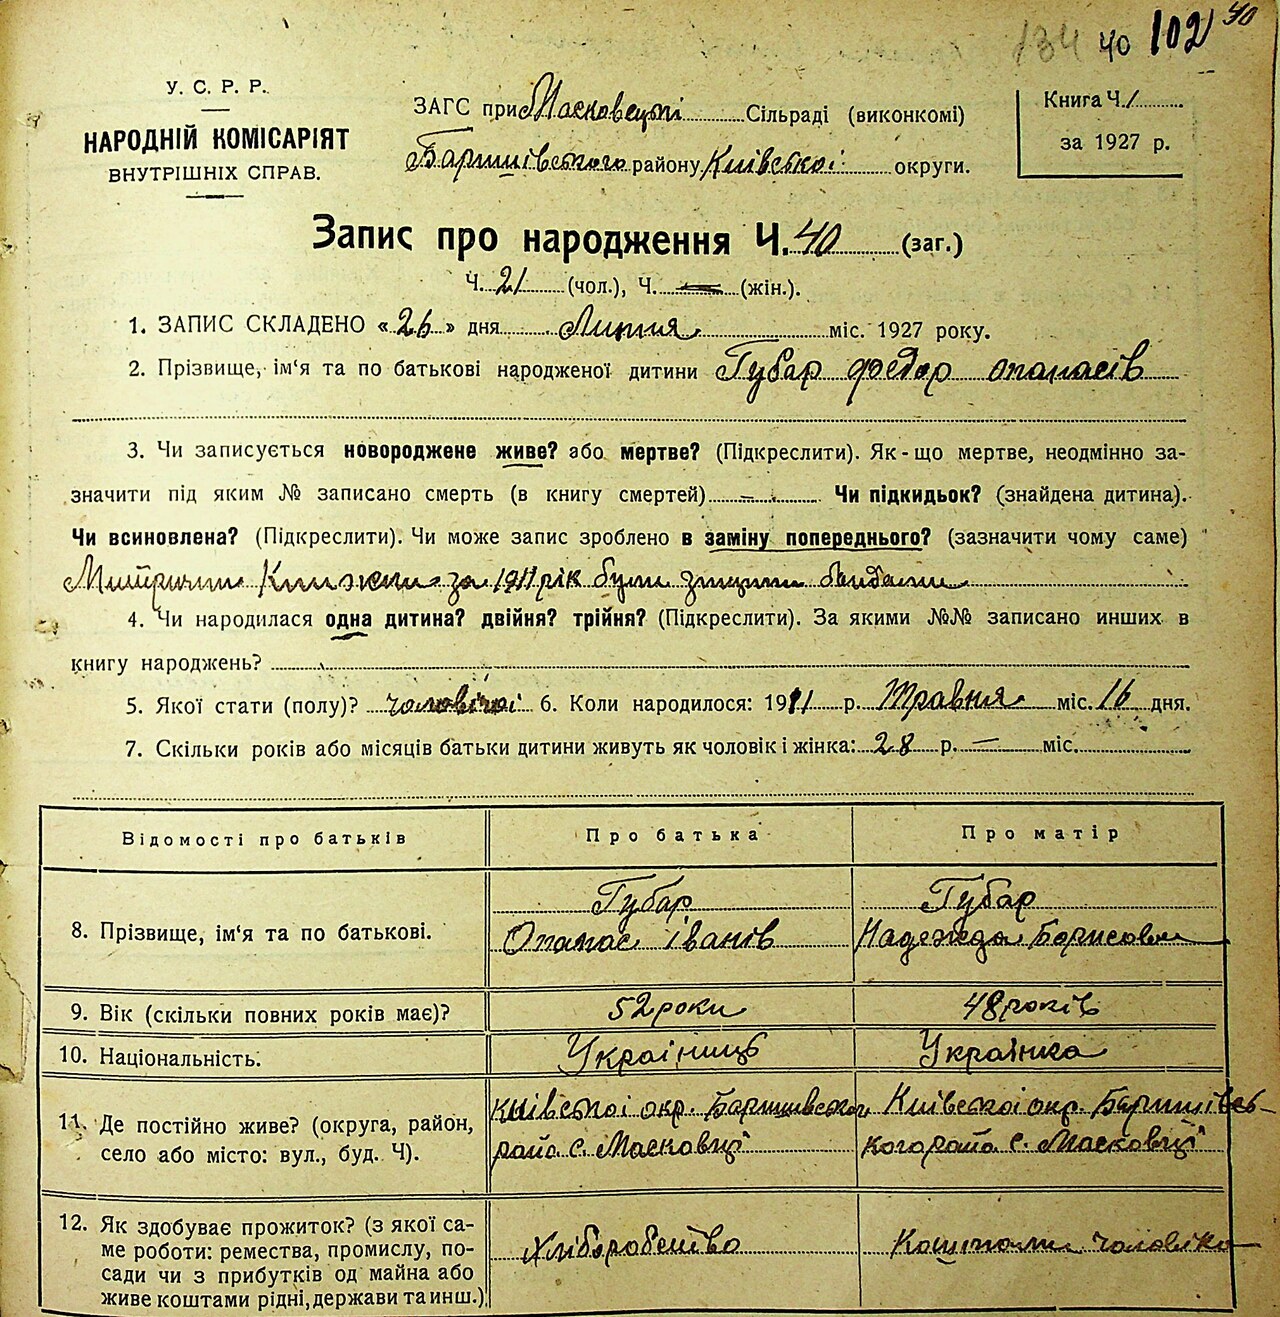 134 40 102 40
У. С. Р. Р.
НАРОДНІЙ КОМІСАРІЯТ
ВНУТРІШНІХ СПРАВ.
ЗАГС при Масковецькі Сільраді (виконкомі)
Баришівського району Київської округи.
Книга Ч. 1
за 1927 р.
Запис про народження Ч. 40 (заг.)
Ч. 21 (чол.), Ч. — (жін.).
1. ЗАПИС СКЛАДЕНО «26» дня Липня міс. 1927 року.
2. Прізвище, ім'я та по батькові народженої дитини Губар Федор Опанасів
3. Чи записується новороджене живе? або мертве? (Підкреслити). Як-що мертве, неодмінно за-
значити під яким № записано смерть (в книгу смертей) — Чи підкидьок? (знайдена дитина).
Чи всиновлена? (Підкреслити). Чи може запис зроблено в заміну попереднього? (зазначити чому саме)
Книжки за 1911 рік були
4. Чи народилася одна дитина? двійня? трійня? (Підкреслити). За якими №№ записано инших в
книгу народжень?
5. Якої стати (полу)? чоловічої 6. Коли народилося: 1911 р. Травня міс. 16 дня.
7. Скільки років або місяців батьки дитини живуть як чоловік і жінка: 28 р. — міс.
Відомості про батьків
Про батька
Про матір
8. Прізвище, ім'я та по батькові.
Губар
Опанас Іванів
Губар
Надежда Борисовна
9. Вік (скільки повних років має)?
52 роки
48 років
10. Національність.
Українець
Українка
11. Де постійно живе? (округа, район,
село або місто: вул., буд. Ч).
Київської окр. Баришивського
райо с. Масковці
Київської окр. Баришівсь-
кого райо с. Масковці
12. Як здобуває прожиток? (з якої са-
ме роботи: ремества, промислу, по-
сади чи з прибутків од майна або
живе коштами рідні, держави та инш.)
Хліборобство
Коштами чоловіка